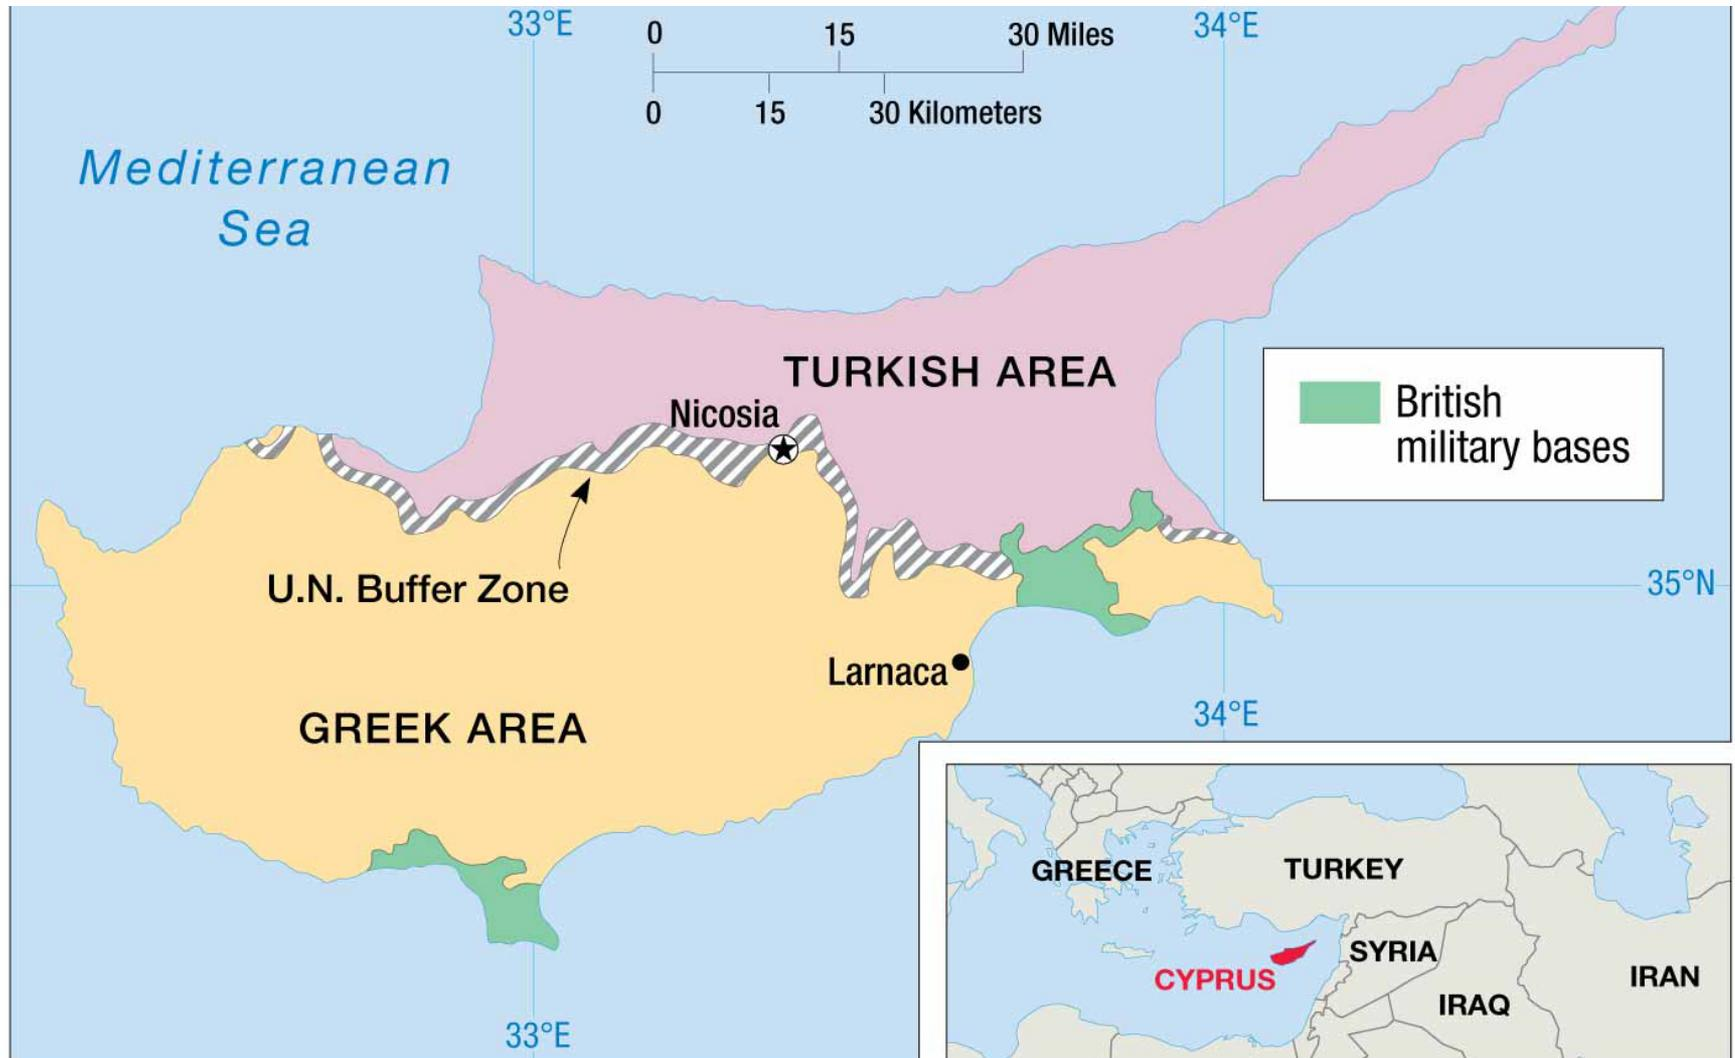 33°E
0 15 30 Miles
34°E
0 15 30 Kilometers
Mediterranean
Sea
TURKISH AREA
Nicosia
British
military bases
U.N. Buffer Zone
35°N
Larnaca
GREEK AREA
34°E
GREECE
TURKEY
SYRIA
CYPRUS
IRAN
IRAQ
33°E